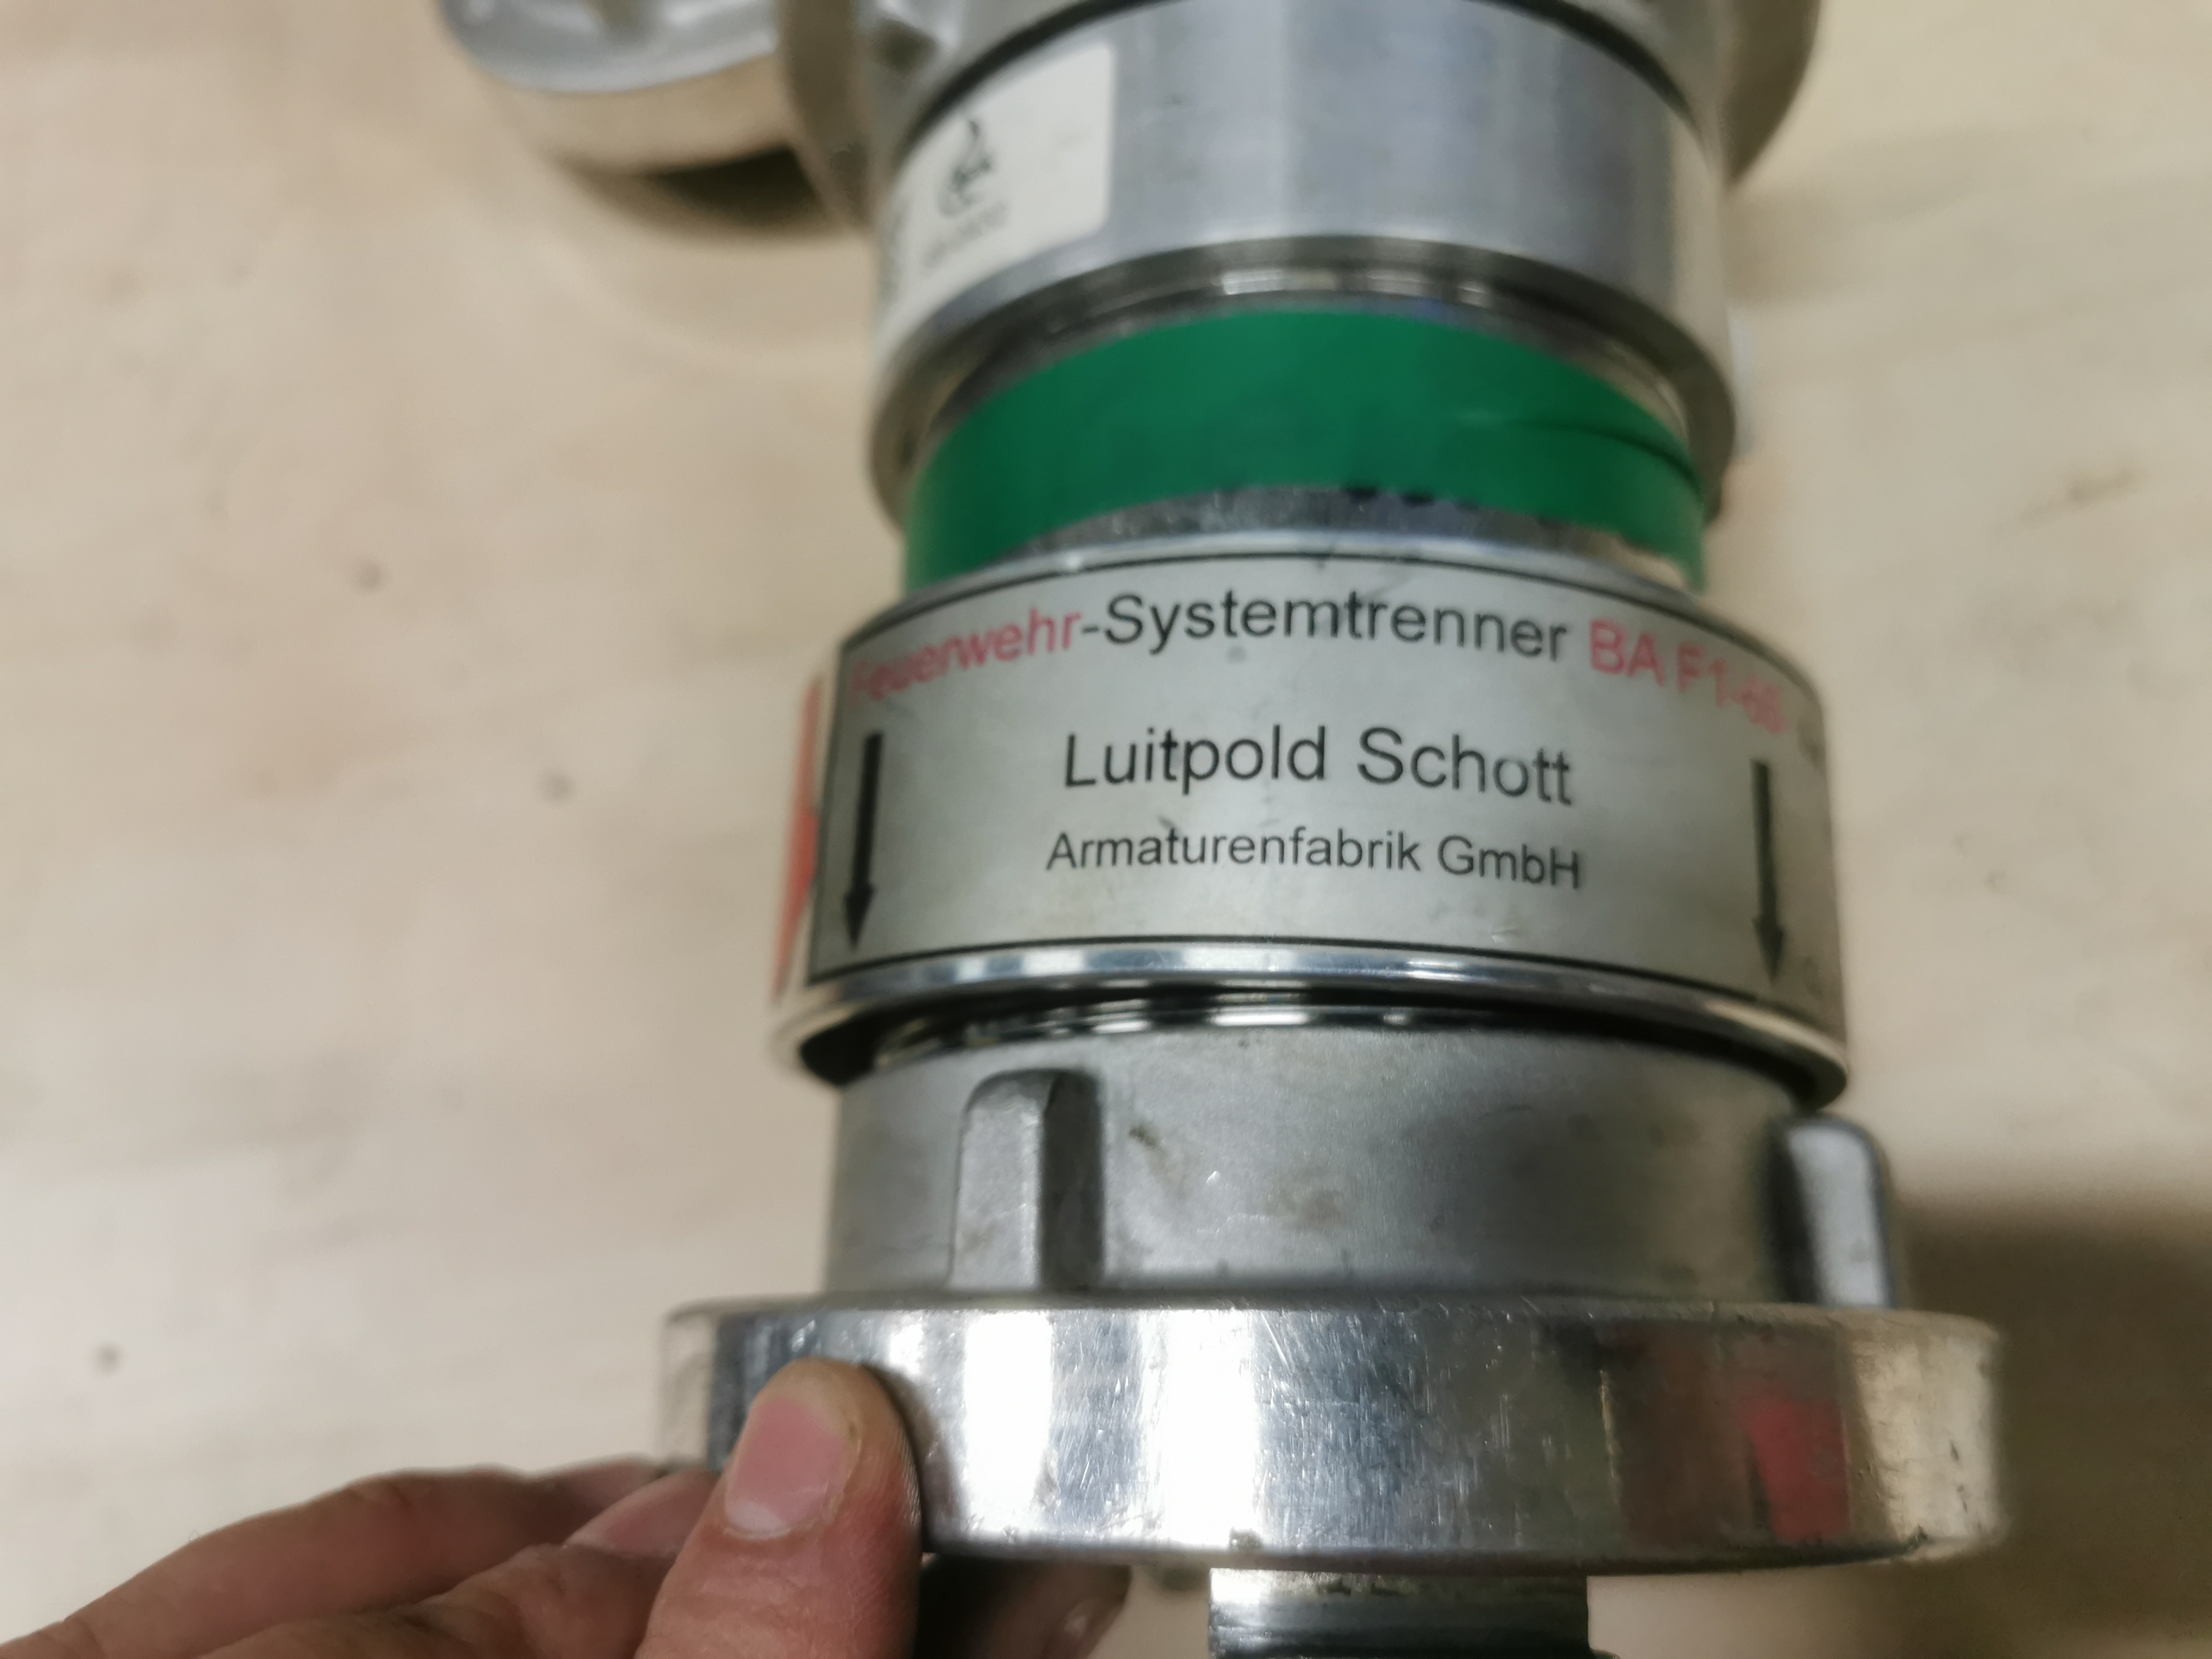 Feuerwehr-Systemtrenner BA F1-65
Luitpold Schott
Armaturenfabrik GmbH